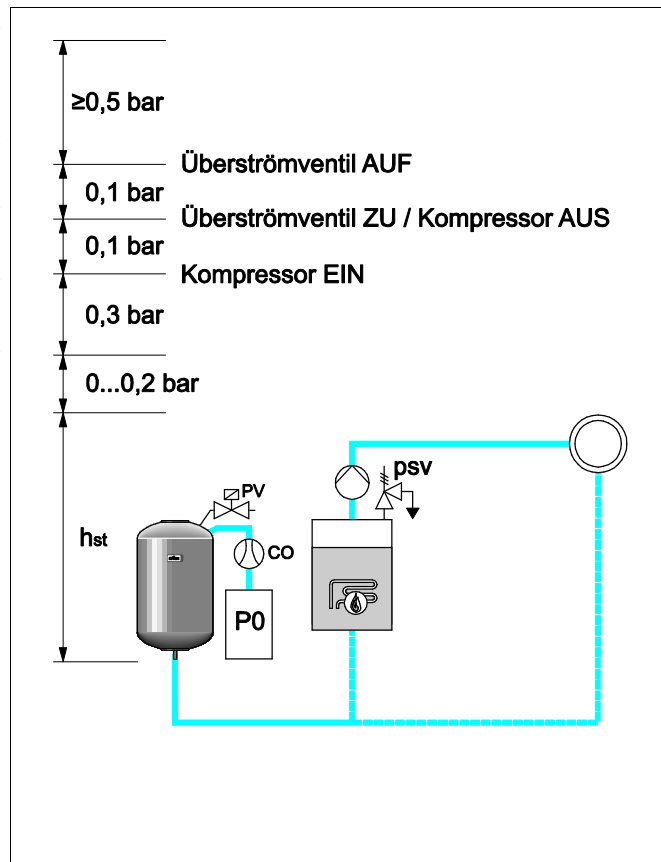 ≥0,5 bar
Überströmventil AUF
0,1 bar
Überströmventil ZU / Kompressor AUS
0,1 bar
Kompressor EIN
0,3 bar
0...0,2 bar
psv
PV
hst
CO
P0